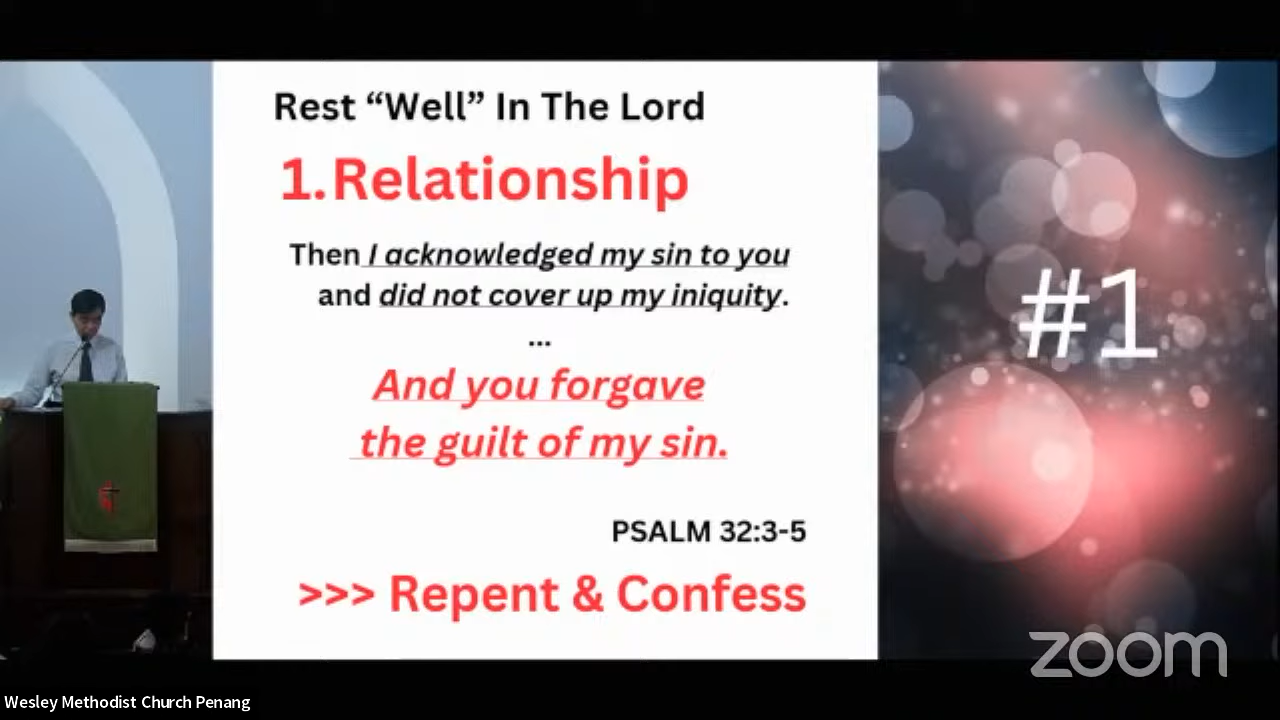 Rest “Well” In The Lord
1. Relationship
Then I acknowledged my sin to you
and did not cover up my iniquity.
...
And you forgave
the guilt of my sin.
PSALM 32:3-5
>>> Repent & Confess
#1
zoom
Wesley Methodist Church Penang